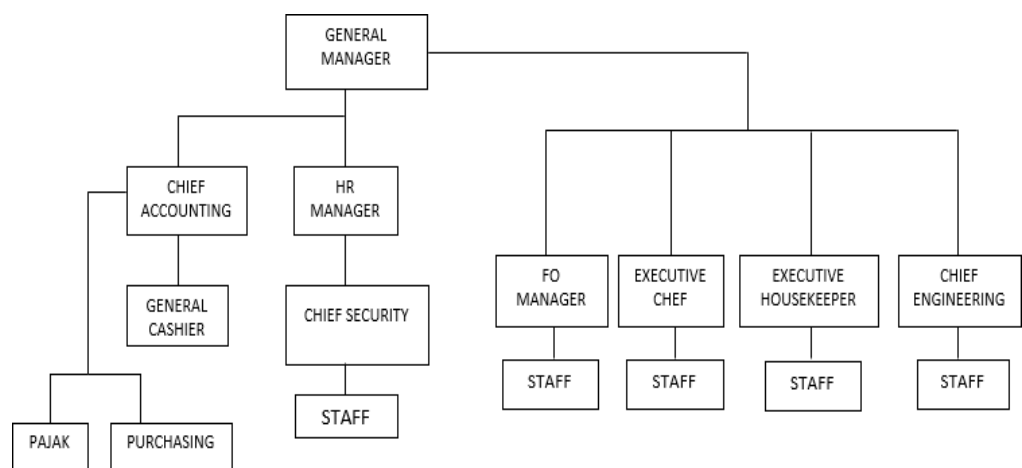 GENERAL
MANAGER
CHIEF
ACCOUNTING
HR
MANAGER
FO
MANAGER
EXECUTIVE
CHEF
EXECUTIVE
HOUSEKEEPER
CHIEF
ENGINEERING
GENERAL
CASHIER
CHIEF SECURITY
STAFF
STAFF
STAFF
STAFF
STAFF
PAJAK
PURCHASING